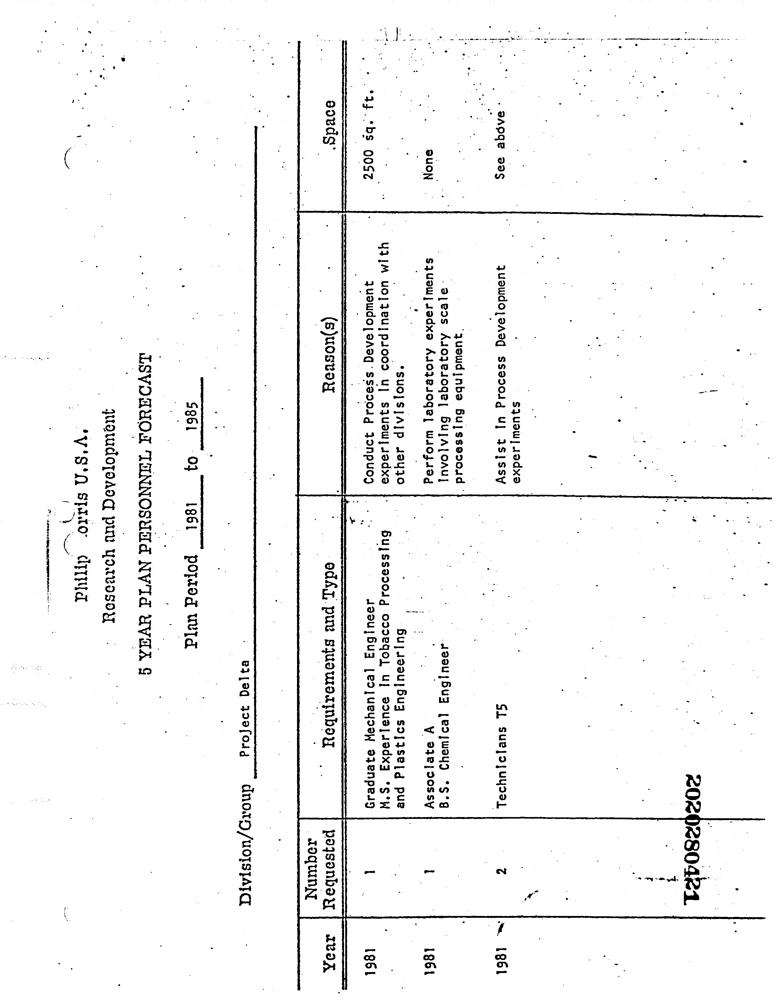 Philip orris U.S.A.
Research and Development
5 YEAR PLAN PERSONNEL FORECAST
Plan Period 1981 to 1985
Division/Group Project Delta
Year Number Requested Requirements and Type Reason(s) Space
1981 1 Graduate Mechanical Engineer Conduct Process Development 2500 sq. ft.
M.S. Experience in Tobacco Processing experiments in coordination with
and Plastics Engineering other divisions.
1981 1 Associate A Perform laboratory experiments None
B.S. Chemical Engineer involving laboratory scale
processing equipment.
1981 2 Technicians T5 Assist in Process Development See above
experiments
2020280421